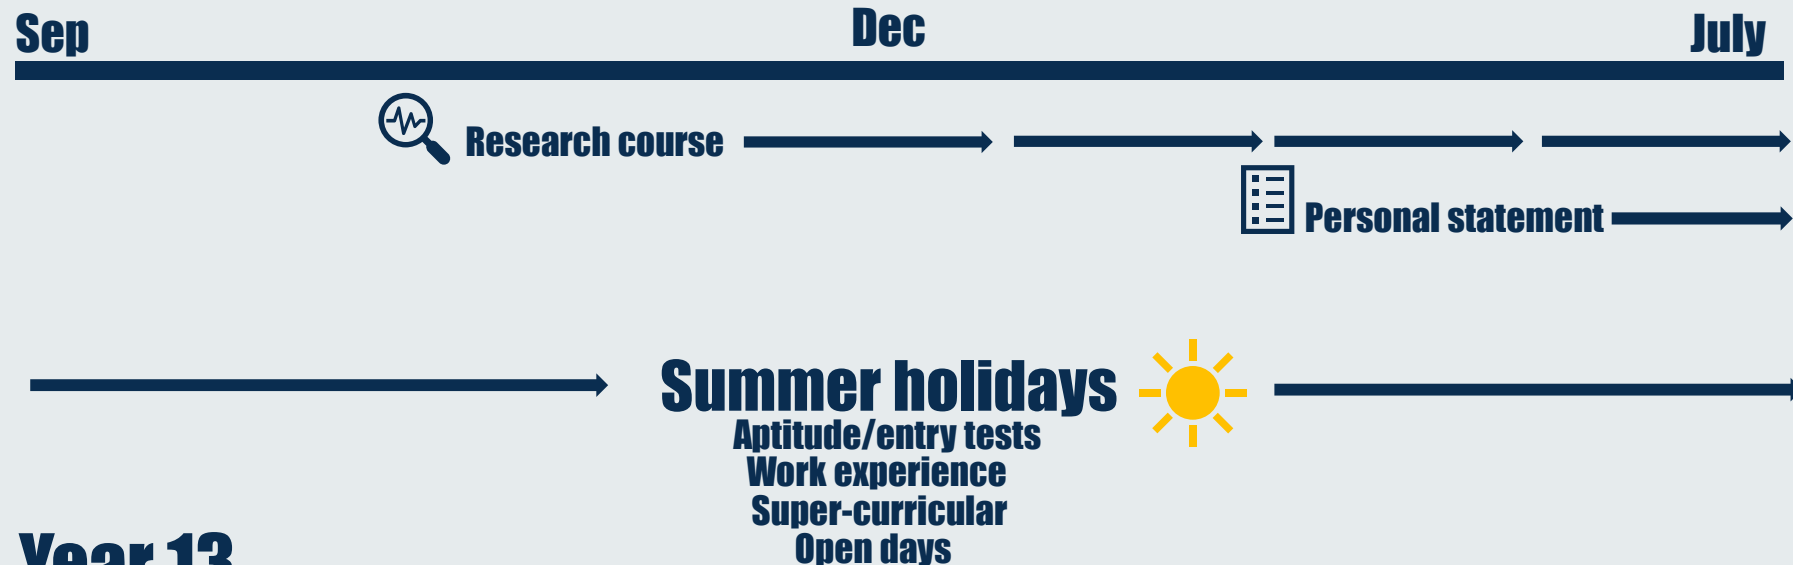 Sep Dec July
Research course
Personal statement
Summer holidays
Aptitude/entry tests
Work experience
Super-curricular
Open days
Year 13